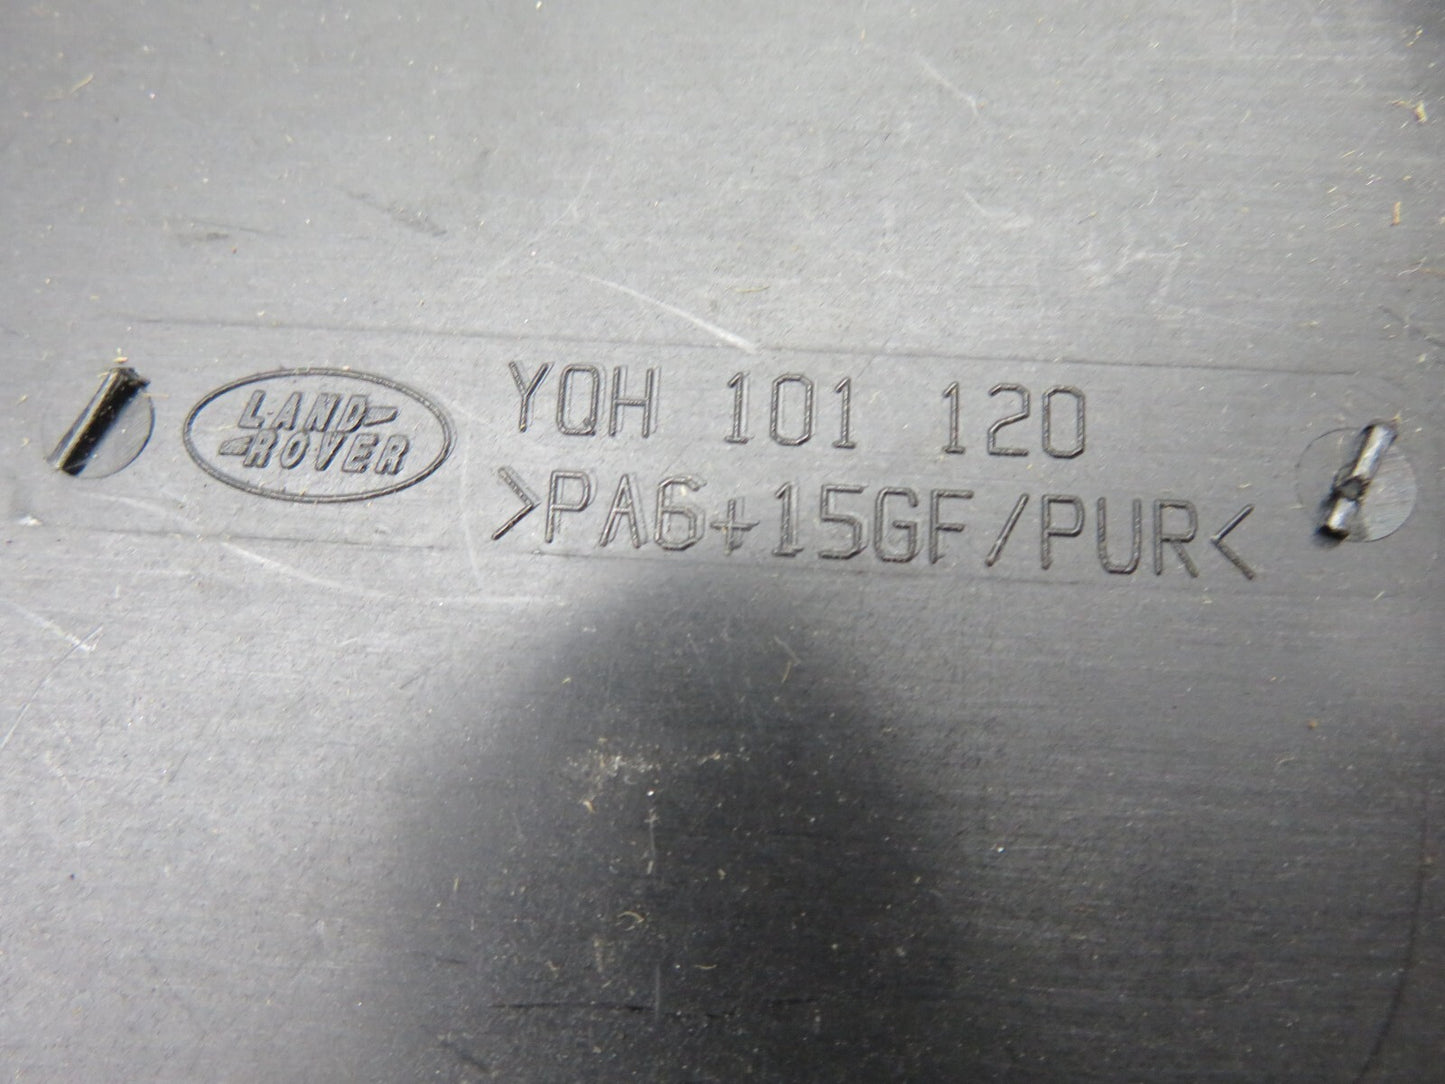 LAND-
-ROVER
YQH 101 120
>PA6+15GF/PUR<